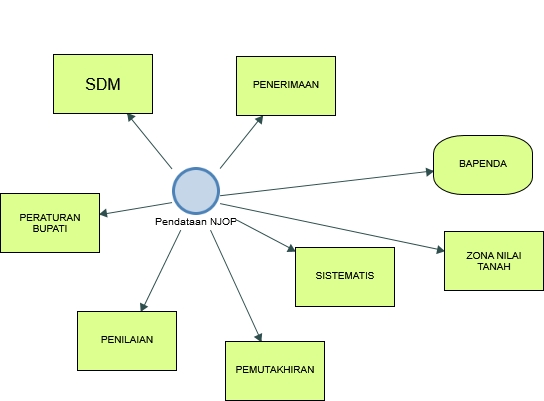 SDM
PENERIMAAN
BAPENDA
PERATURAN
BUPATI
Pendataan NJOP
ZONA NILAI
TANAH
SISTEMATIS
PENILAIAN
PEMUTAKHIRAN